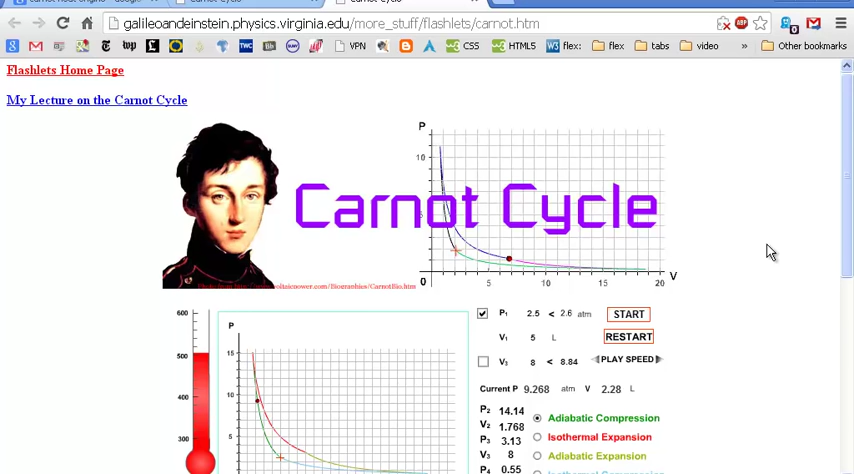 galileoandeinstein.physics.virginia.edu/more_stuff/flashlets/carnot.htm
VPN CSS HTML5 flex: flex tabs video » Other bookmarks
Flashlets Home Page
My Lecture on the Carnot Cycle
Carnot Cycle
P
10
5
0 5 10 15 20 V
600
500
400
300
P
15
10
5
P1 2.5 < 2.6 atm START
V1 5 L RESTART
V3 8 < 8.84 PLAY SPEED
Current P 9.268 atm V 2.28 L
P2 14.14
V2 1.768
P3 3.13
V3 8
P4 0.55
Adiabatic Compression
Isothermal Expansion
Adiabatic Expansion